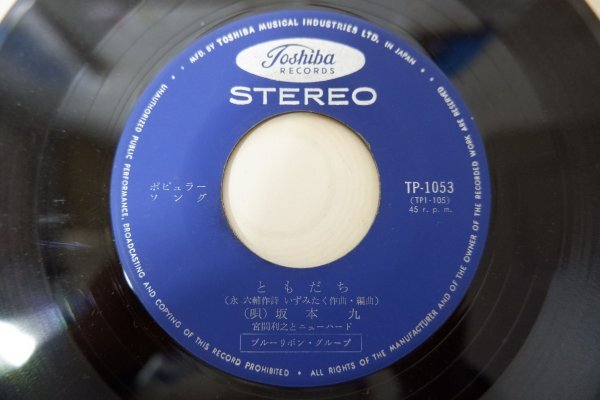 MFD. BY TOSHIBA MUSICAL INDUSTRIES LTD. IN JAPAN
Toshiba
RECORDS
STEREO
ポピュラー
ソング
TP-1053
(TPI-105)
45 r. p. m.
ともだち
(永 六輔作詩 いずみたく作曲・編曲)
(唄) 坂本 九
宮間利之とニューハード
ブルーリボン・グループ
UNAUTHORIZED PUBLIC PERFORMANCE, BROADCASTING AND COPYING OF THIS RECORD PROHIBITED • ALL RIGHTS OF THE MANUFACTURER AND OF THE OWNER OF THE RECORDED WORK ARE RESERVED